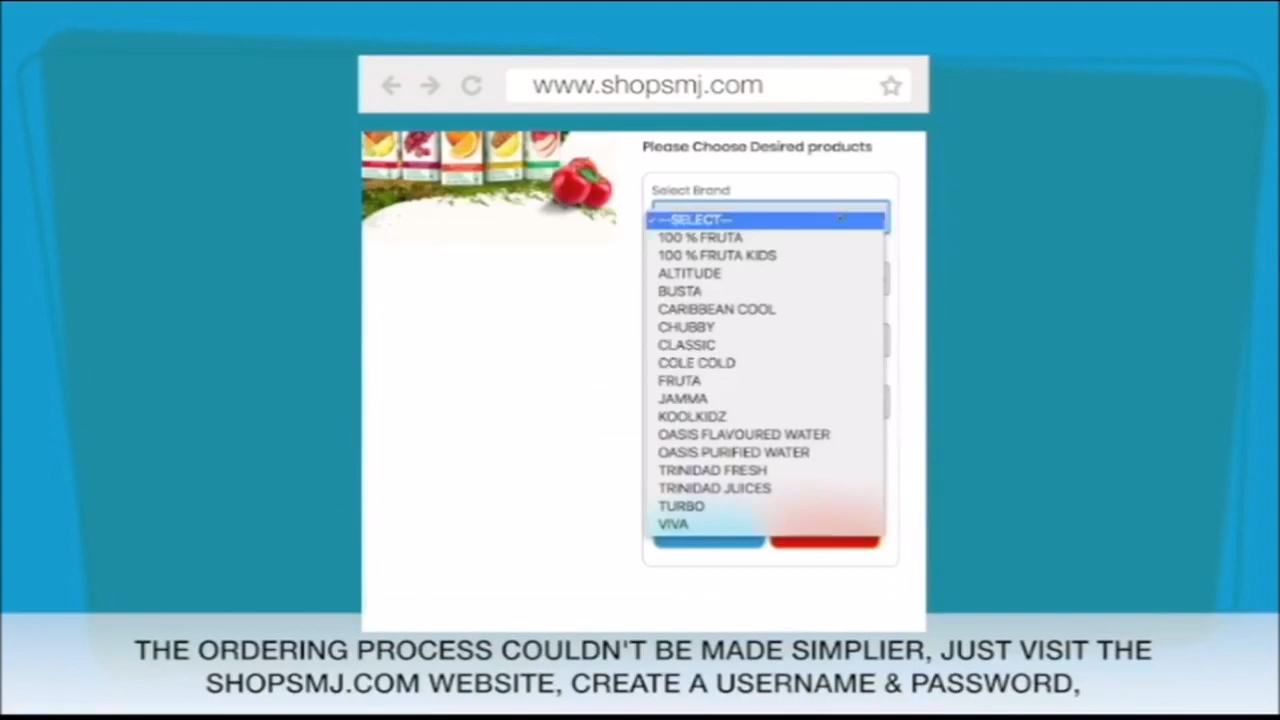 www.shopsmj.com
Please Choose Desired products
Select Brand
✓ ---SELECT---
100 % FRUTA
100 % FRUTA KIDS
ALTITUDE
BUSTA
CARIBBEAN COOL
CHUBBY
CLASSIC
COLE COLD
FRUTA
JAMMA
KOOLKIDZ
OASIS FLAVOURED WATER
OASIS PURIFIED WATER
TRINIDAD FRESH
TRINIDAD JUICES
TURBO
VIVA
THE ORDERING PROCESS COULDN'T BE MADE SIMPLIER, JUST VISIT THE
SHOPSMJ.COM WEBSITE, CREATE A USERNAME & PASSWORD,